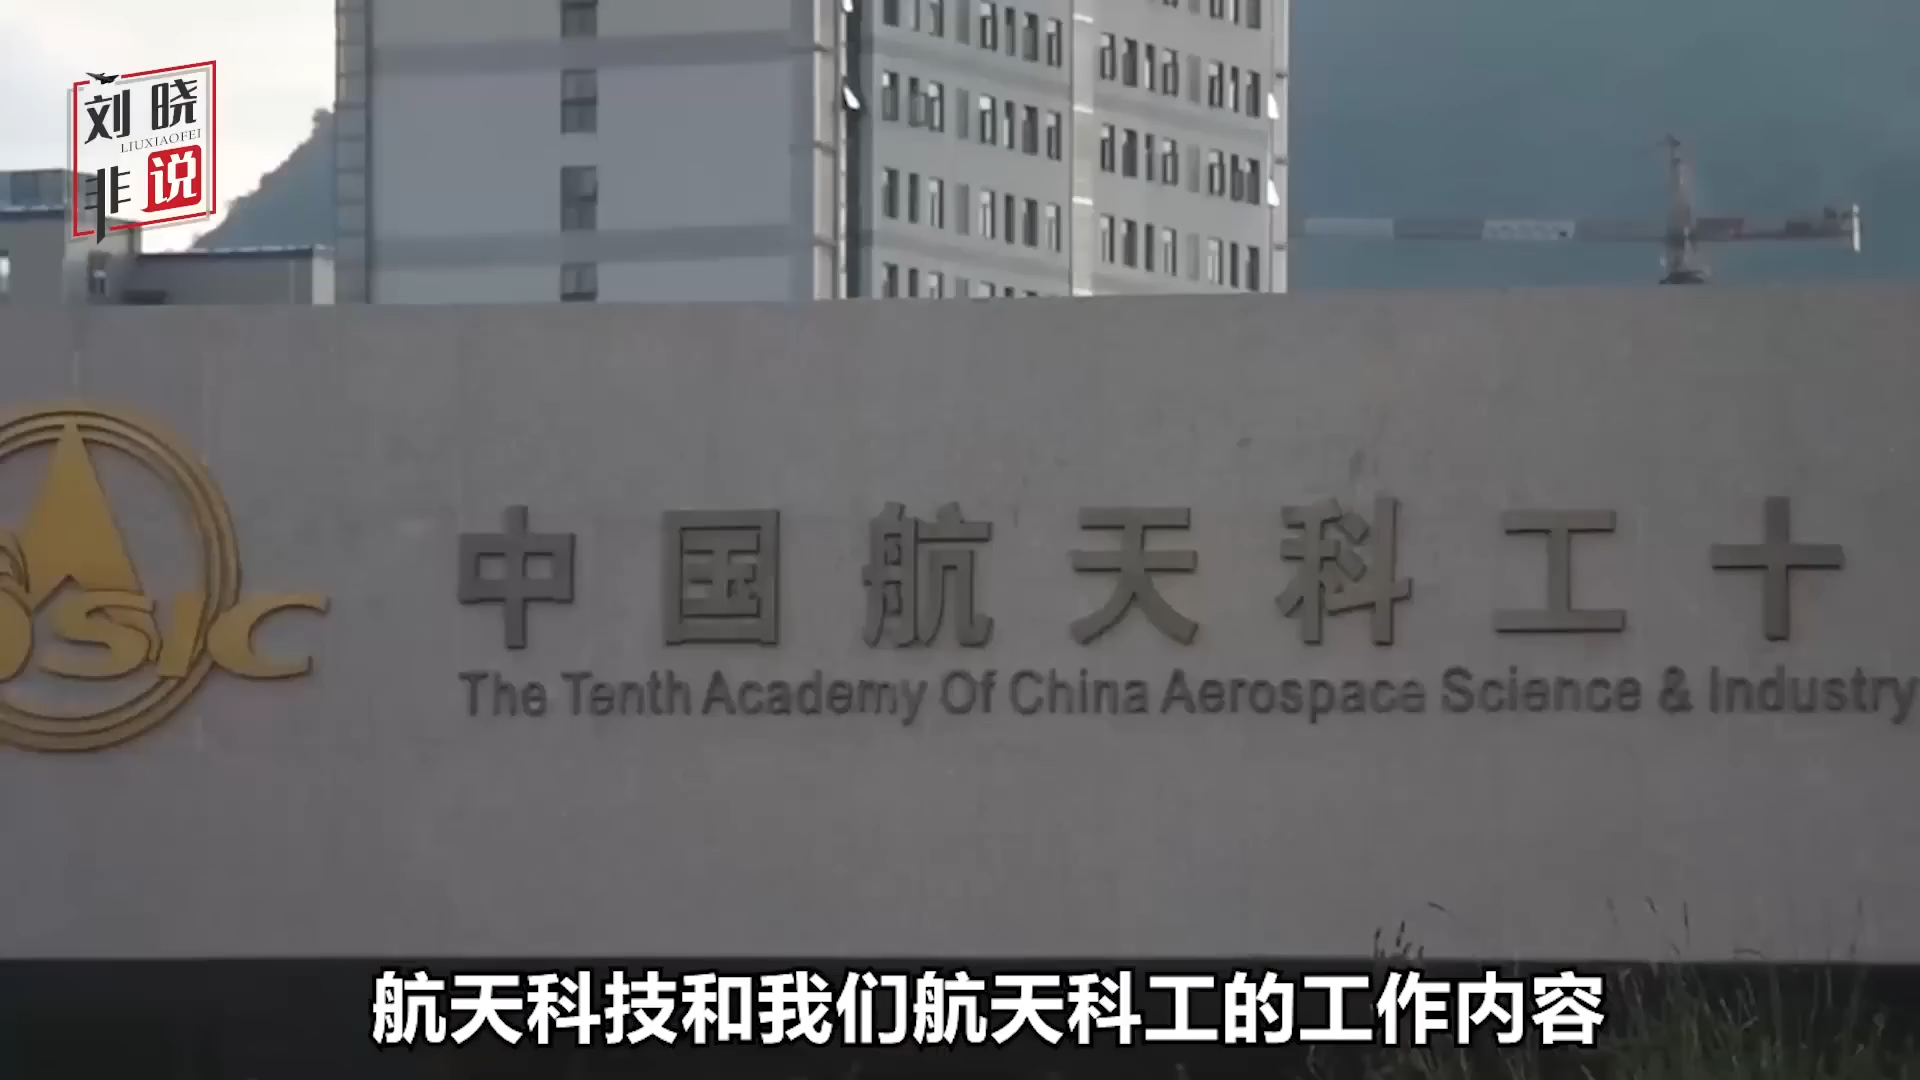 刘晓
LIUXIAOFEI
非说
中国航天科工十
The Tenth Academy Of China Aerospace Science & Industry
航天科技和我们航天科工的工作内容